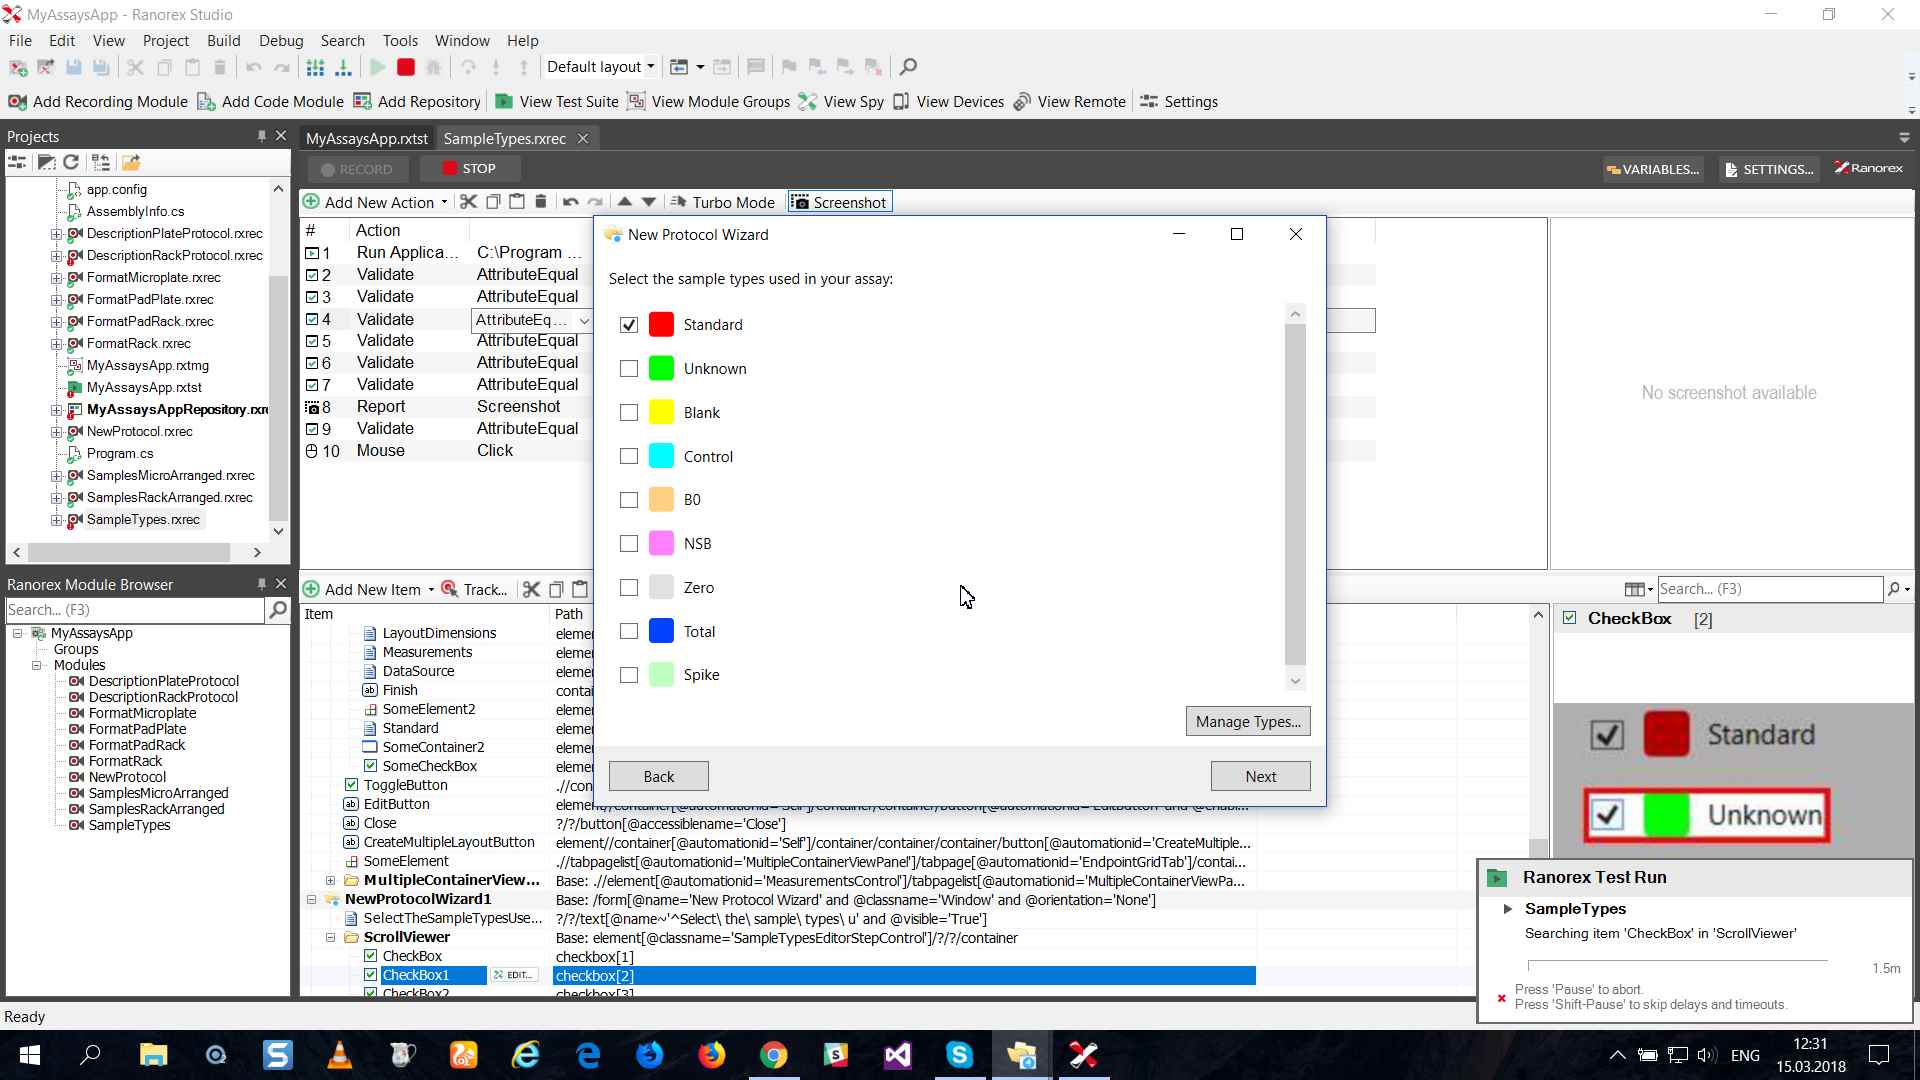 MyAssaysApp - Ranorex Studio
File Edit View Project Build Debug Search Tools Window Help
Default layout
Add Recording Module Add Code Module Add Repository View Test Suite View Module Groups View Spy View Devices View Remote Settings
Projects
MyAssaysApp.rxtst SampleTypes.rxrec
RECORD STOP VARIABLES... SETTINGS... Ranorex
Add New Action Turbo Mode Screenshot
app.config
AssemblyInfo.cs
DescriptionPlateProtocol.rxrec
DescriptionRackProtocol.rxrec
FormatMicroplate.rxrec
FormatPadPlate.rxrec
FormatPadRack.rxrec
FormatRack.rxrec
MyAssaysApp.rxtmg
MyAssaysApp.rxtst
MyAssaysAppRepository.rxr
NewProtocol.rxrec
Program.cs
SamplesMicroArranged.rxrec
SamplesRackArranged.rxrec
SampleTypes.rxrec
# Action
1 Run Applica... C:\Program ...
2 Validate AttributeEqual
3 Validate AttributeEqual
4 Validate AttributeEq...
5 Validate AttributeEqual
6 Validate AttributeEqual
7 Validate AttributeEqual
8 Report Screenshot
9 Validate AttributeEqual
10 Mouse Click
No screenshot available
New Protocol Wizard
Select the sample types used in your assay:
Standard
Unknown
Blank
Control
B0
NSB
Zero
Total
Spike
Manage Types...
Back Next
Ranorex Module Browser
Search... (F3)
MyAssaysApp
Groups
Modules
DescriptionPlateProtocol
DescriptionRackProtocol
FormatMicroplate
FormatPadPlate
FormatPadRack
FormatRack
NewProtocol
SamplesMicroArranged
SamplesRackArranged
SampleTypes
Add New Item Track... Search... (F3)
Item Path
LayoutDimensions eleme
Measurements eleme
DataSource eleme
Finish contai
SomeElement2 eleme
Standard eleme
SomeContainer2 eleme
SomeCheckBox eleme
ToggleButton .//con
EditButton element//container[@automationid='Self']/container/container/button[@automationid='EditButton' and @enabl...
Close ?/?/button[@accessiblename='Close']
CreateMultipleLayoutButton element//container[@automationid='Self']/container/container/container/button[@automationid='CreateMultiple...
SomeElement .//tabpagelist[@automationid='MultipleContainerViewPanel']/tabpage[@automationid='EndpointGridTab']/contai...
MultipleContainerView... Base: .//element[@automationid='MeasurementsControl']/tabpagelist[@automationid='MultipleContainerViewPa...
NewProtocolWizard1 Base: /form[@name='New Protocol Wizard' and @classname='Window' and @orientation='None']
SelectTheSampleTypesUse... ?/?/text[@name~'^Select\ the\ sample\ types\ u' and @visible='True']
ScrollViewer Base: element[@classname='SampleTypesEditorStepControl']/?/?/container
CheckBox checkbox[1]
CheckBox1 EDIT... checkbox[2]
CheckBox2 checkbox[3]
CheckBox [2]
Standard
Unknown
Ranorex Test Run
SampleTypes
Searching item 'CheckBox' in 'ScrollViewer'
1.5m
Press 'Pause' to abort.
Press 'Shift-Pause' to skip delays and timeouts.
Ready
ENG
12:31
15.03.2018